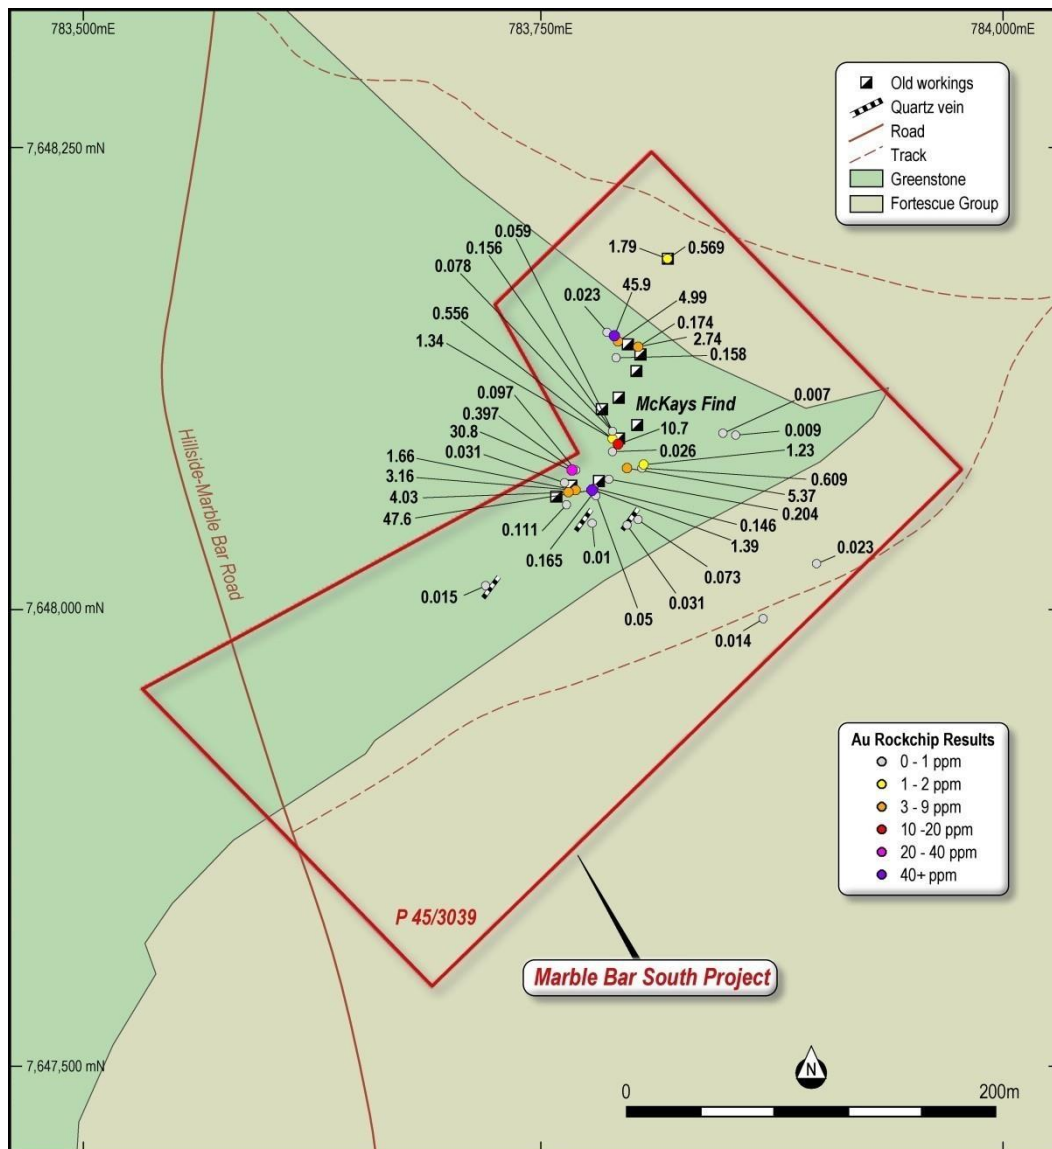 783,500mE
783,750mE
784,000mE
7,648,250 mN
7,648,000 mN
7,647,500 mN
Old workings
Quartz vein
Road
Track
Greenstone
Fortescue Group
0.059
0.156
0.078
0.556
1.34
0.023
45.9
1.79
0.569
4.99
0.174
2.74
0.158
McKays Find
0.007
0.009
10.7
0.026
1.23
0.097
0.397
30.8
0.031
1.66
3.16
4.03
47.6
0.111
0.165
0.01
0.609
5.37
0.204
0.146
1.39
0.073
0.031
0.05
0.023
0.014
0.015
Hillside-Marble Bar Road
P 45/3039
Marble Bar South Project
Au Rockchip Results
0 - 1 ppm
1 - 2 ppm
3 - 9 ppm
10 -20 ppm
20 - 40 ppm
40+ ppm
N
0
200m